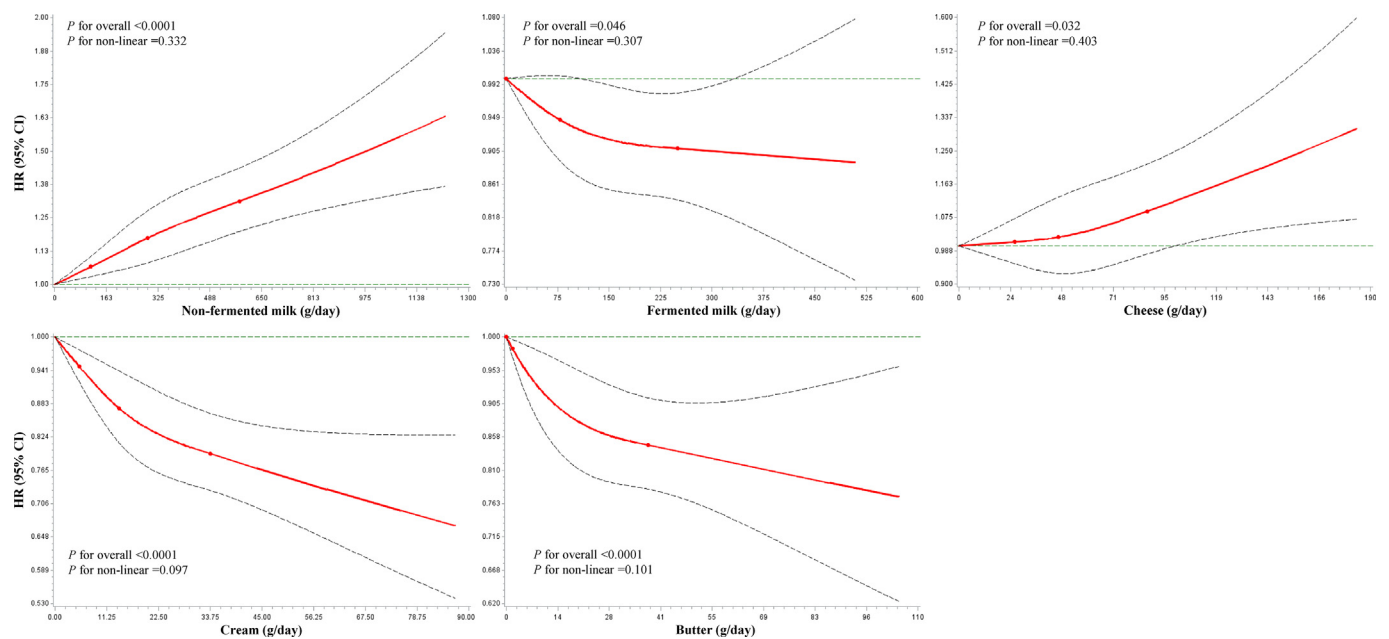 P for overall <0.0001
P for non-linear =0.332
HR (95% CI)
2.00
1.88
1.75
1.63
1.50
1.38
1.25
1.13
1.00
0 163 325 488 650 813 975 1138 1300
Non-fermented milk (g/day)
P for overall =0.046
P for non-linear =0.307
1.080
1.036
0.992
0.949
0.905
0.861
0.818
0.774
0.730
0 75 150 225 300 375 450 525 600
Fermented milk (g/day)
P for overall =0.032
P for non-linear =0.403
1.600
1.512
1.425
1.337
1.250
1.163
1.075
0.988
0.900
0 24 48 71 95 119 143 166 190
Cheese (g/day)
HR (95% CI)
1.000
0.941
0.883
0.824
0.765
0.706
0.648
0.589
0.530
P for overall <0.0001
P for non-linear =0.097
0.00 11.25 22.50 33.75 45.00 56.25 67.50 78.75 90.00
Cream (g/day)
1.000
0.953
0.905
0.858
0.810
0.763
0.715
0.668
0.620
P for overall <0.0001
P for non-linear =0.101
0 14 28 41 55 69 83 96 110
Butter (g/day)